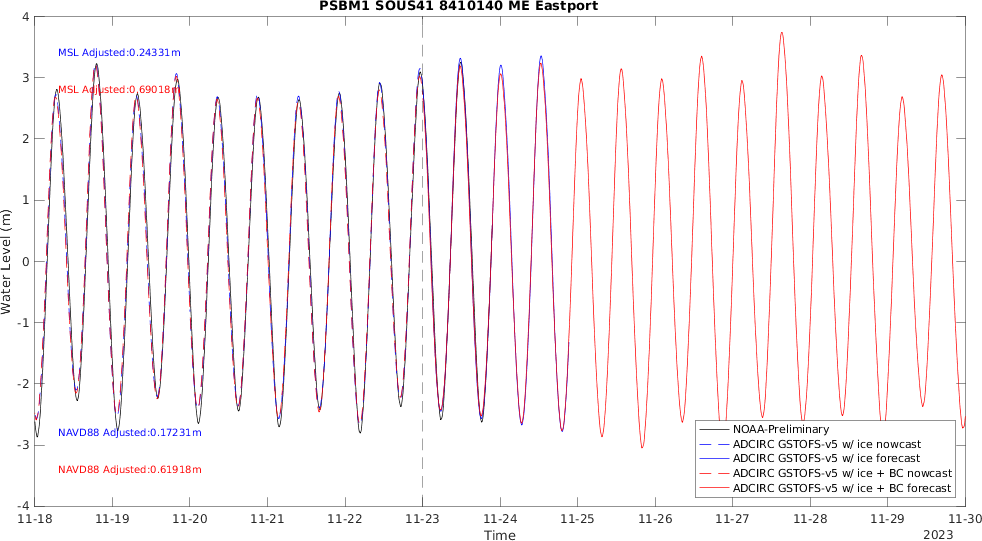 PSBM1 SOUS41 8410140 ME Eastport
4
MSL Adjusted:0.24331m
3
MSL Adjusted:0.69018m
2
1
Water Level (m)
0
-1
-2
NOAA-Preliminary
NAVD88 Adjusted:0.17231m
ADCIRC GSTOFS-v5 w/ ice nowcast
-3
ADCIRC GSTOFS-v5 w/ ice forecast
NAVD88 Adjusted:0.61918m
ADCIRC GSTOFS-v5 w/ ice + BC nowcast
ADCIRC GSTOFS-v5 w/ ice + BC forecast
-4
11-18 11-19 11-20 11-21 11-22 11-23 11-24 11-25 11-26 11-27 11-28 11-29 11-30
Time
2023